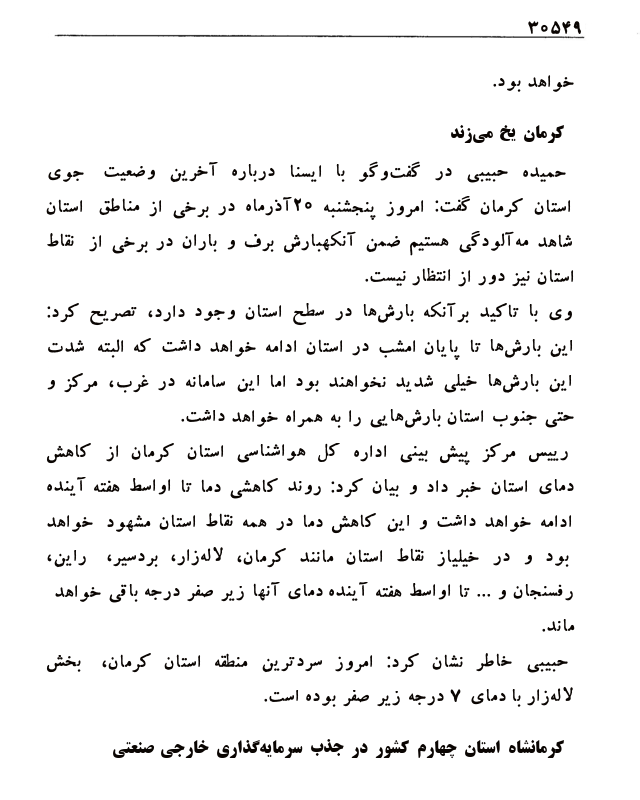 ۳۰۵۴۹
خواهد بود.
کرمان یخ می‌زند
حمیده حبیبی در گفت‌وگو با ایسنا درباره آخرین وضعیت جوی
استان کرمان گفت: امروز پنجشنبه ۲۰آذرماه در برخی از مناطق استان
شاهد مه‌آلودگی هستیم ضمن آنکهبارش برف و باران در برخی از نقاط
استان نیز دور از انتظار نیست.
وی با تاکید برآنکه بارش‌ها در سطح استان وجود دارد، تصریح کرد:
این بارش‌ها تا پایان امشب در استان ادامه خواهد داشت که البته شدت
این بارش‌ها خیلی شدید نخواهند بود اما این سامانه در غرب، مرکز و
حتی جنوب استان بارش‌هایی را به همراه خواهد داشت.
رییس مرکز پیش بینی اداره کل هواشناسی استان کرمان از کاهش
دمای استان خبر داد و بیان کرد: روند کاهشی دما تا اواسط هفته آینده
ادامه خواهد داشت و این کاهش دما در همه نقاط استان مشهود خواهد
بود و در خیلیاز نقاط استان مانند کرمان، لاله‌زار، بردسیر، راین،
رفسنجان و ... تا اواسط هفته آینده دمای آنها زیر صفر درجه باقی خواهد
ماند.
حبیبی خاطر نشان کرد: امروز سردترین منطقه استان کرمان، بخش
لاله‌زار با دمای ۷ درجه زیر صفر بوده است.
کرمانشاه استان چهارم کشور در جذب سرمایه‌گذاری خارجی صنعتی